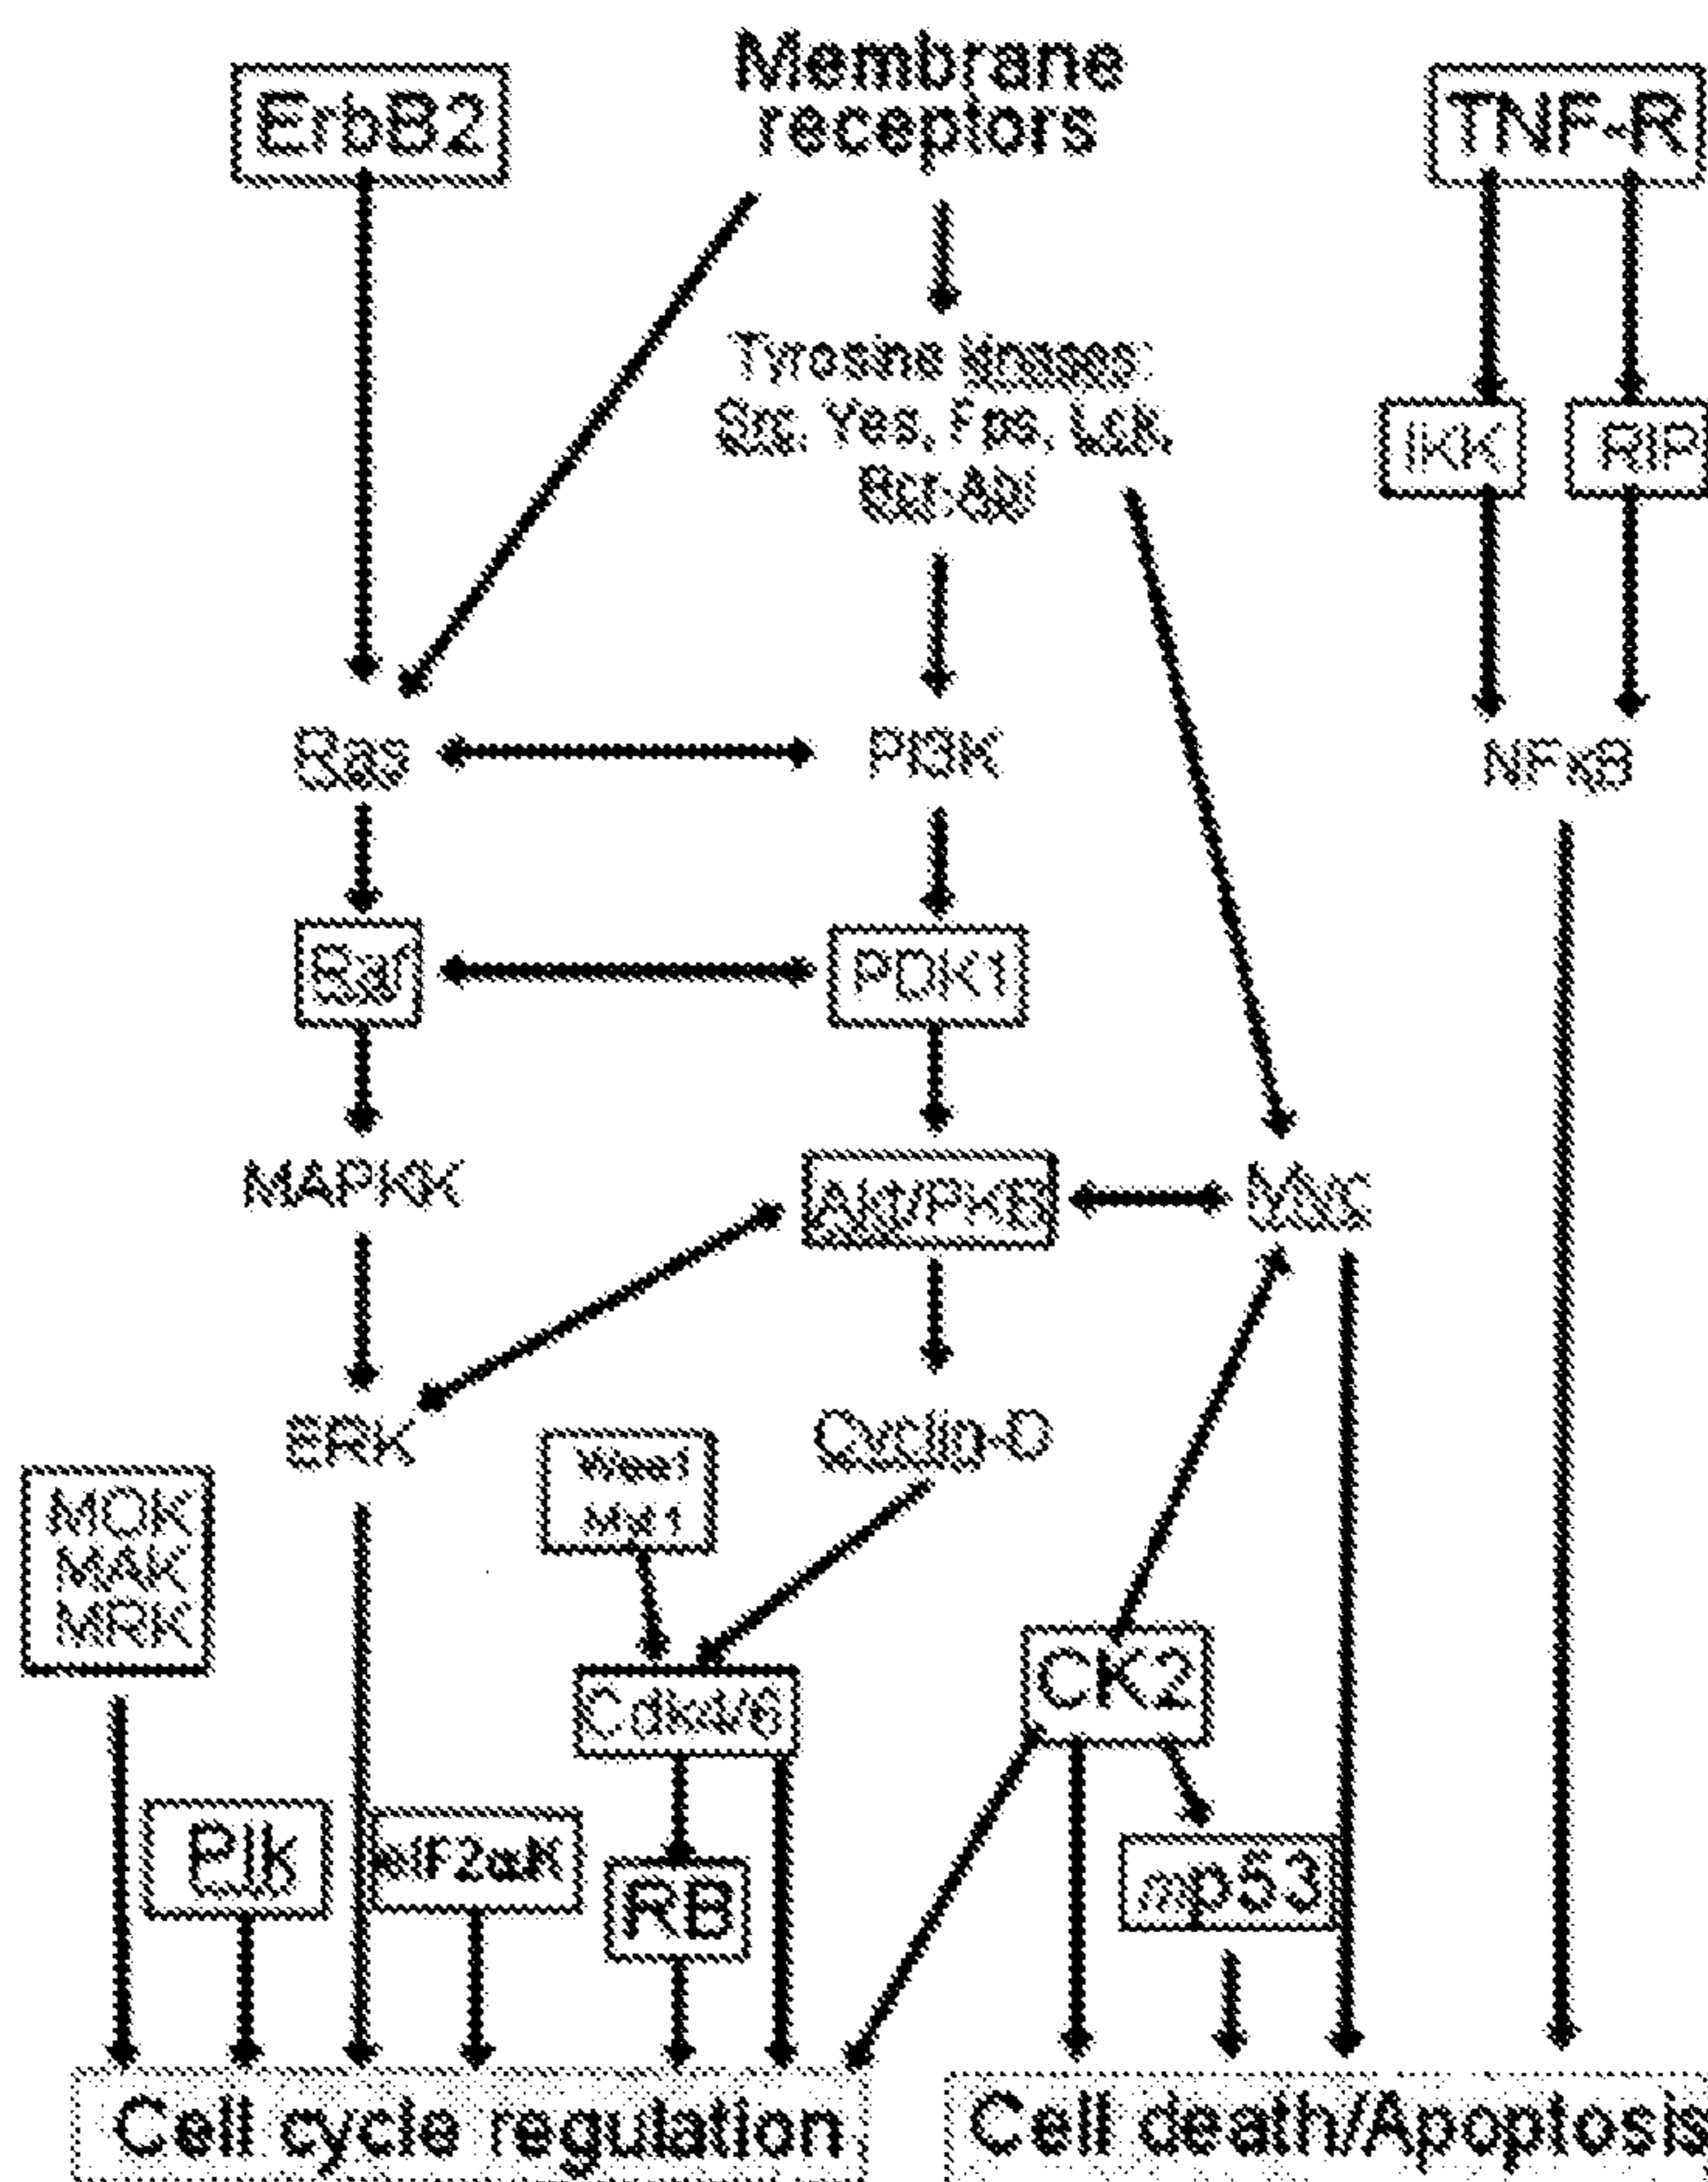 ErbB2
Membrane
receptors
TNF-R
Tyrosine kinases:
Src, Yes, Fps, Lck,
Bcr-Abl
IKK
RIP
Ras
PI3K
NFκB
Raf
PDK1
MAPKK
Akt/PKB
ERK
Wee1
Myt1
Cyclin-D
MOK
MAK
MRK
Cdk4/6
CK2
Plk
eIF2αK
RB
mp53
Cell cycle regulation
Cell death/Apoptosis